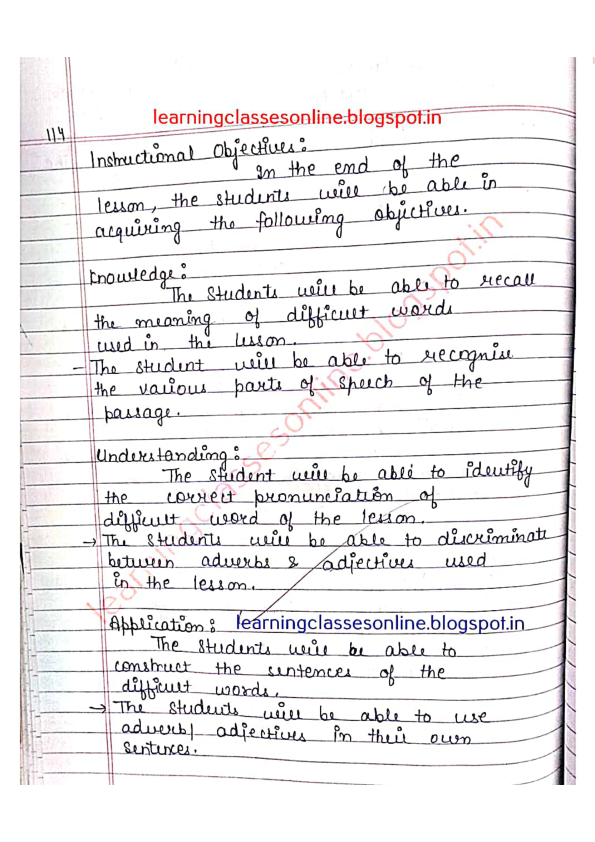 learningclassesonline.blogspot.in
114
Instructional Objectives :
In the end of the
lesson, the students will be able in
acquiring the following objectives.
Knowledge :
The students will be able to recall
the meaning of difficult words
used in the lesson.
- The student will be able to recognise
the various parts of speech of the
passage.
Understanding :
The student will be able to identify
the correct pronunciation of
difficult word of the lesson.
→ The students will be able to discriminate
between adverbs & adjectives used
in the lesson.
Application : learningclassesonline.blogspot.in
The students will be able to
construct the sentences of the
difficult words.
→ The students will be able to use
adverb/ adjectives in their own
sentences.
learningclassesonline.blogspot.in